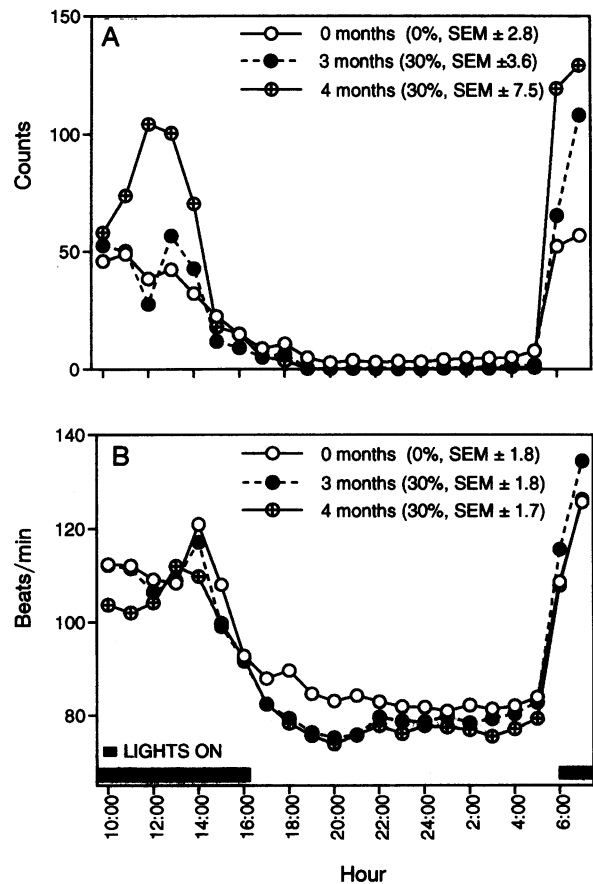 A
0 months (0%, SEM ± 2.8)
3 months (30%, SEM ±3.6)
4 months (30%, SEM ± 7.5)
150
100
50
0
Counts
B
0 months (0%, SEM ± 1.8)
3 months (30%, SEM ± 1.8)
4 months (30%, SEM ± 1.7)
140
120
100
80
Beats/min
LIGHTS ON
10:00
12:00
14:00
16:00
18:00
20:00
22:00
24:00
2:00
4:00
6:00
Hour